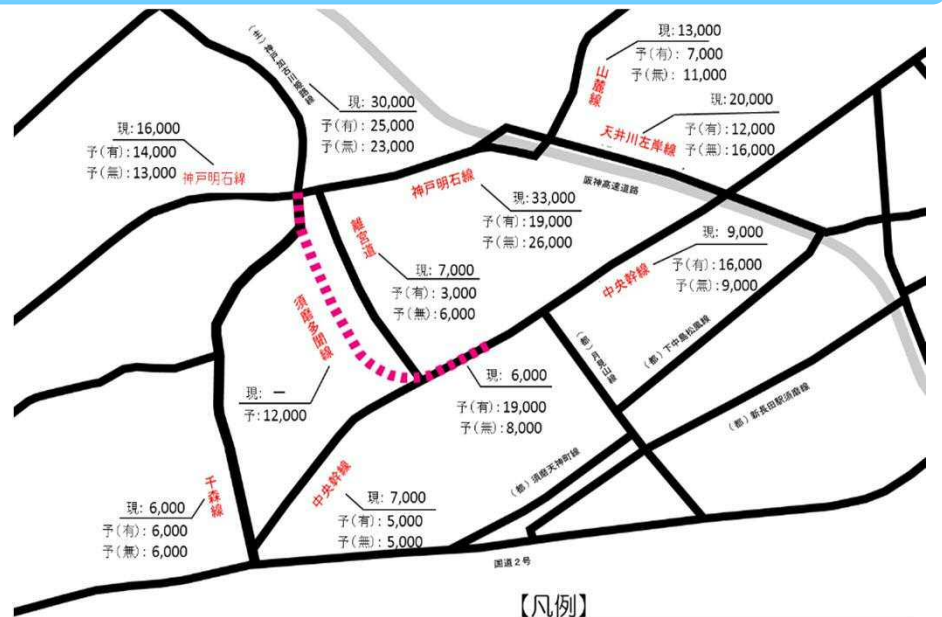 現: 13,000
予(有): 7,000
予(無): 11,000
山麓線
現: 30,000
予(有): 25,000
予(無): 23,000
現: 20,000
予(有): 12,000
予(無): 16,000
天井川左岸線
現: 16,000
予(有): 14,000
予(無): 13,000
神戸明石線
阪神高速道路
神戸明石線
現: 33,000
予(有): 19,000
予(無): 26,000
離宮道
現: 7,000
予(有): 3,000
予(無): 6,000
現: 9,000
予(有): 16,000
予(無): 9,000
中央幹線
須磨多聞線
現: ー
予: 12,000
現: 6,000
予(有): 19,000
予(無): 8,000
(都)月見山線
(都)下中島松風線
(都)新長田駅須磨線
(都)須磨天神町線
中央幹線
現: 7,000
予(有): 5,000
予(無): 5,000
千森線
現: 6,000
予(有): 6,000
予(無): 6,000
国道2号
【凡例】